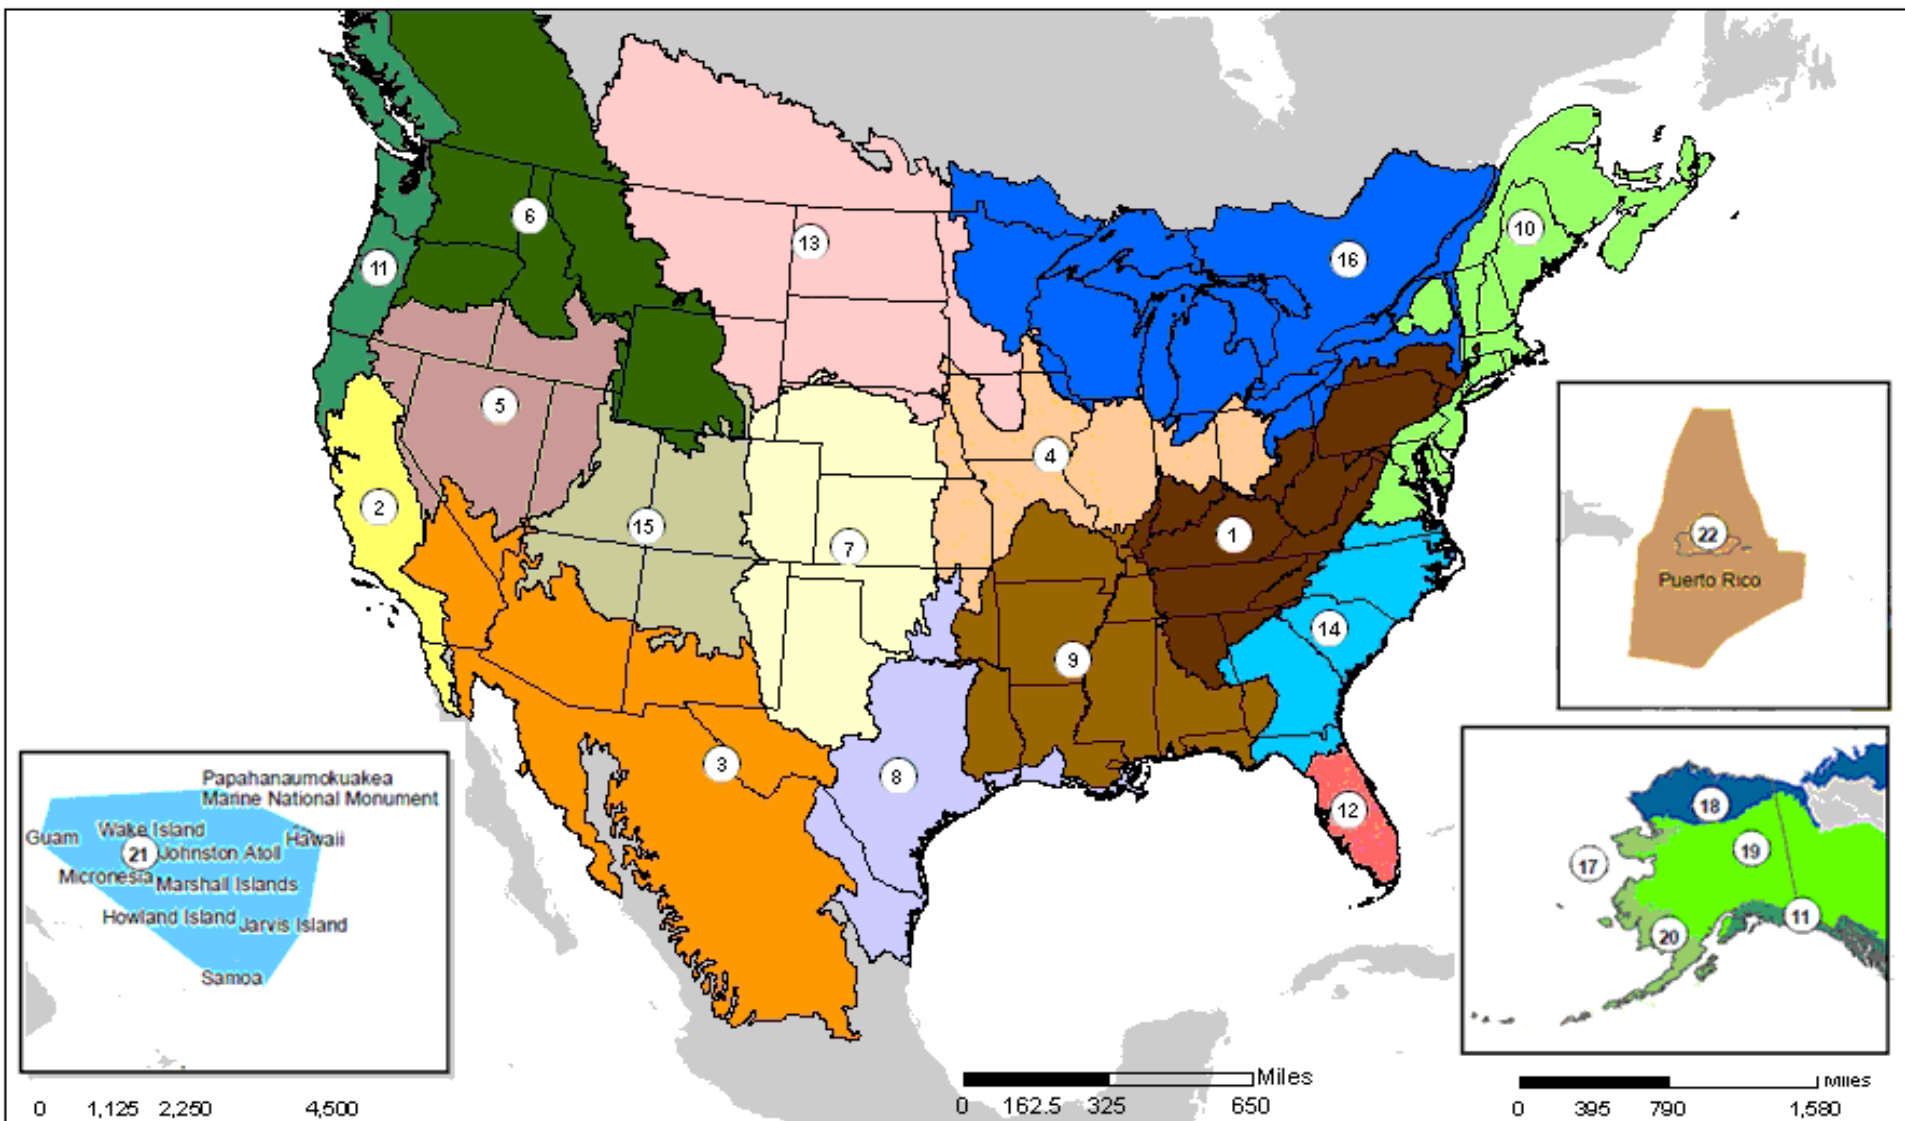 6
13
10
11
16
5
4
2
15
7
1
14
9
3
8
12
22
Puerto Rico
Papahanaumokuakea
Marine National Monument
Guam
Wake Island
Hawaii
21
Johnston Atoll
Micronesia
Marshall Islands
Howland Island
Jarvis Island
Samoa
18
19
17
11
20
0 1,125 2,250 4,500
Miles
0 162.5 325 650
Miles
0 395 790 1,580